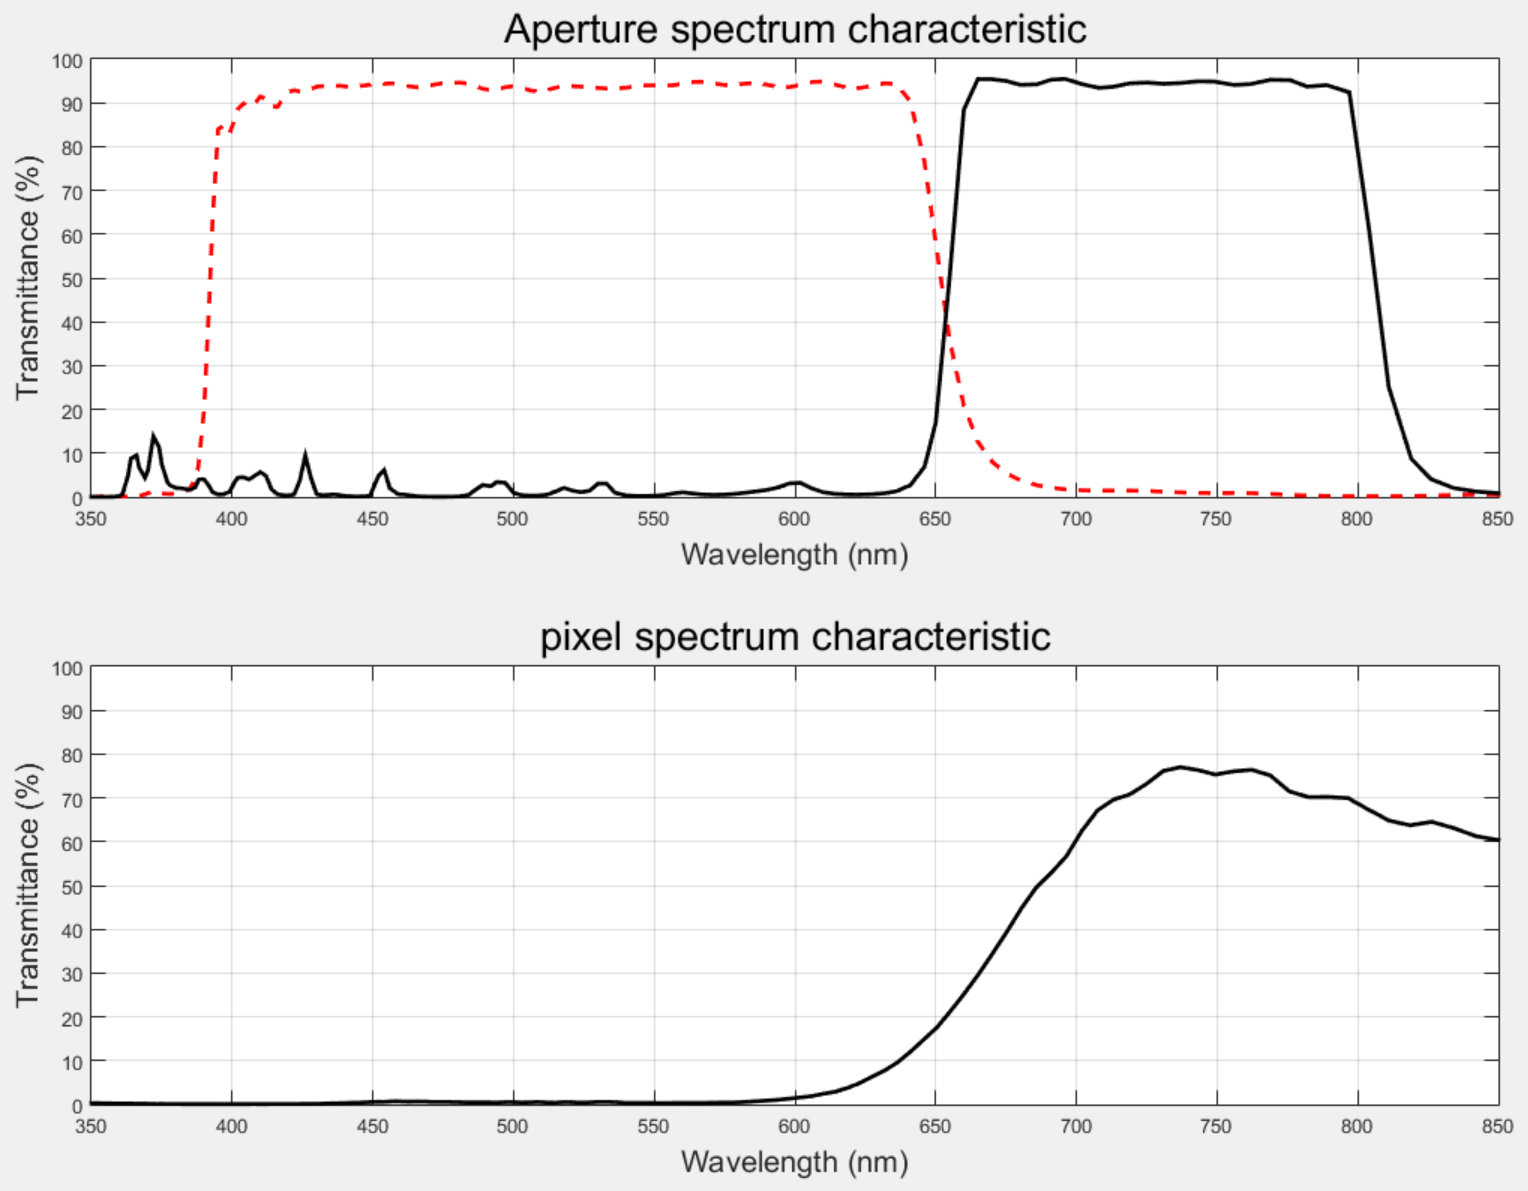 Aperture spectrum characteristic
100
90
80
70
60
50
40
30
20
10
0
Transmittance (%)
350 400 450 500 550 600 650 700 750 800 850
Wavelength (nm)
pixel spectrum characteristic
100
90
80
70
60
50
40
30
20
10
0
Transmittance (%)
350 400 450 500 550 600 650 700 750 800 850
Wavelength (nm)